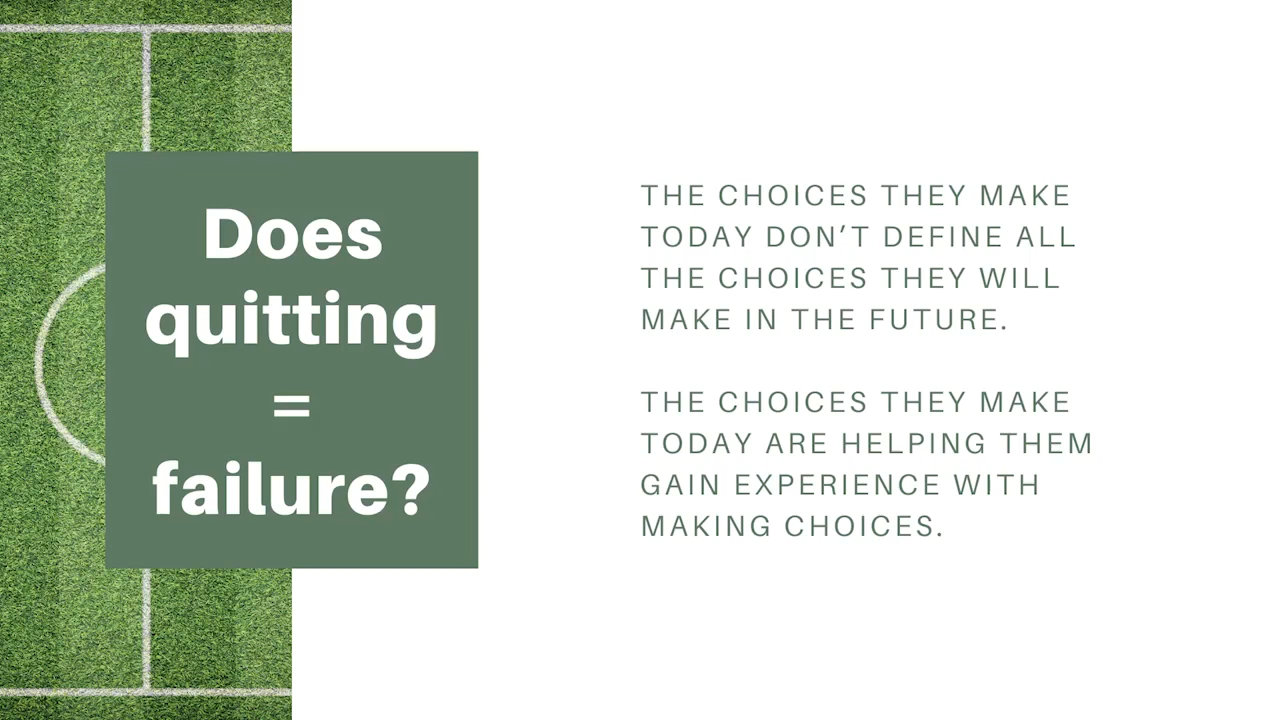 Does
quitting
=
failure?
THE CHOICES THEY MAKE
TODAY DON’T DEFINE ALL
THE CHOICES THEY WILL
MAKE IN THE FUTURE.
THE CHOICES THEY MAKE
TODAY ARE HELPING THEM
GAIN EXPERIENCE WITH
MAKING CHOICES.